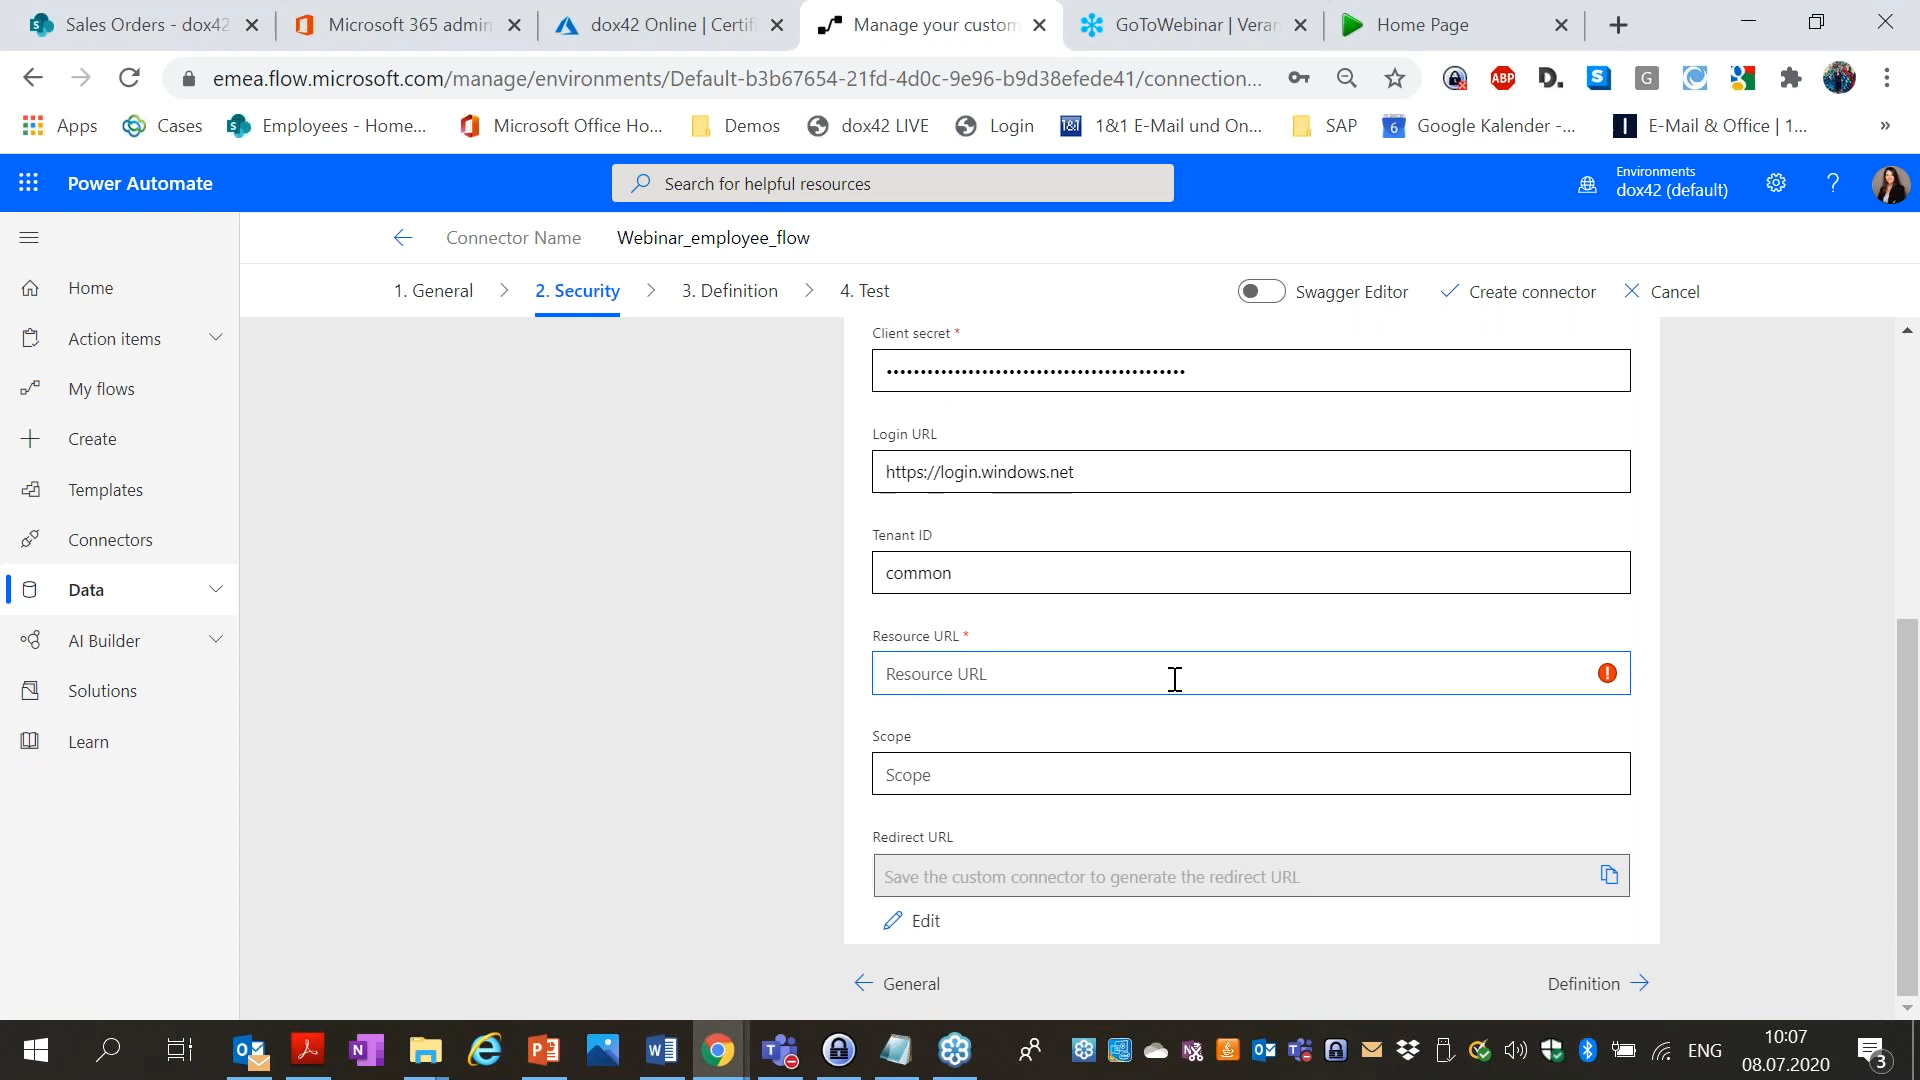 Sales Orders - dox42
Microsoft 365 admin
dox42 Online | Certifi
Manage your custom
GoToWebinar | Veran
Home Page
emea.flow.microsoft.com/manage/environments/Default-b3b67654-21fd-4d0c-9e96-b9d38efede41/connection...
ABP
D.
S
G
Apps
Cases
Employees - Home...
Microsoft Office Ho...
Demos
dox42 LIVE
Login
1&1 E-Mail und On...
SAP
6
Google Kalender -...
E-Mail & Office | 1...
»
Power Automate
Search for helpful resources
Environments
dox42 (default)
?
Connector Name
Webinar_employee_flow
1. General
2. Security
3. Definition
4. Test
Swagger Editor
Create connector
Cancel
Home
Action items
My flows
Create
Templates
Connectors
Data
AI Builder
Solutions
Learn
Client secret *
Login URL
https://login.windows.net
Tenant ID
common
Resource URL *
Resource URL
Scope
Scope
Redirect URL
Save the custom connector to generate the redirect URL
Edit
General
Definition
ENG
10:07
08.07.2020
3